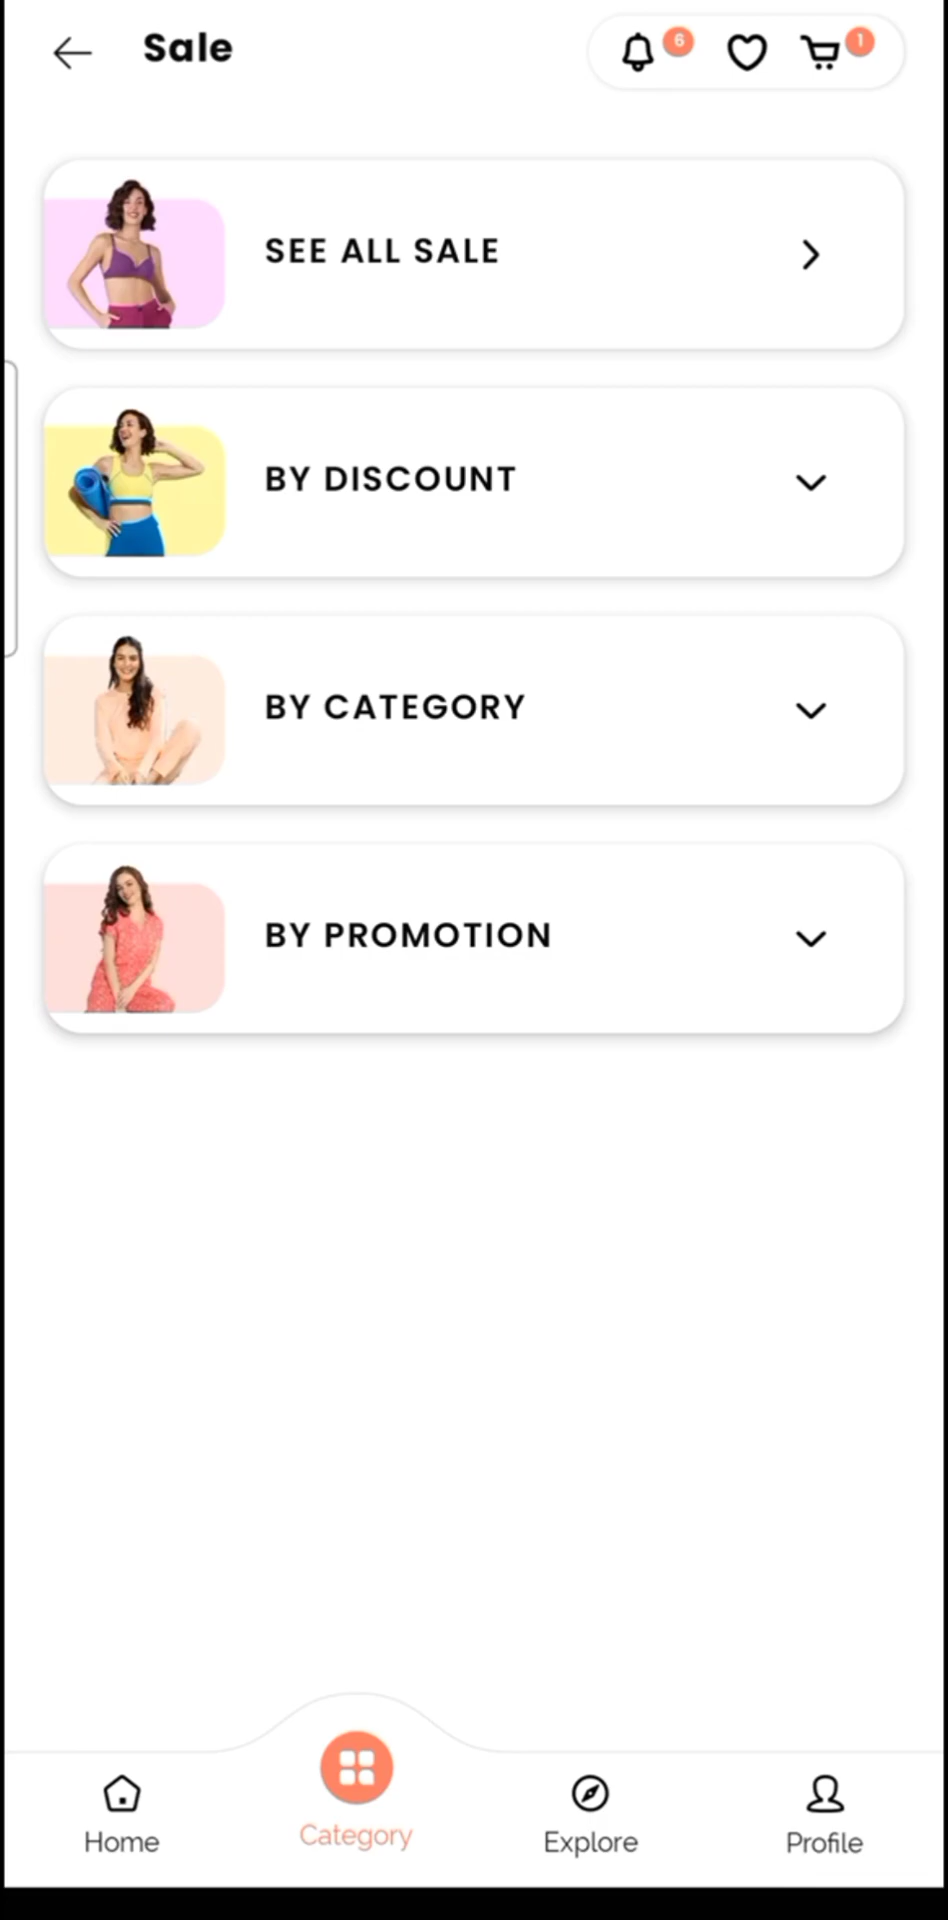 Sale
6
1
SEE ALL SALE
BY DISCOUNT
BY CATEGORY
BY PROMOTION
Home
Category
Explore
Profile